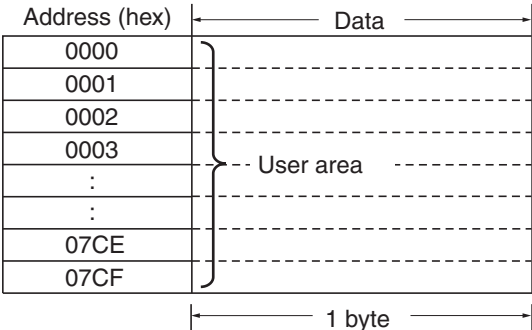 Address (hex) Data
0000
0001
0002
0003
User area
:
:
07CE
07CF
1 byte